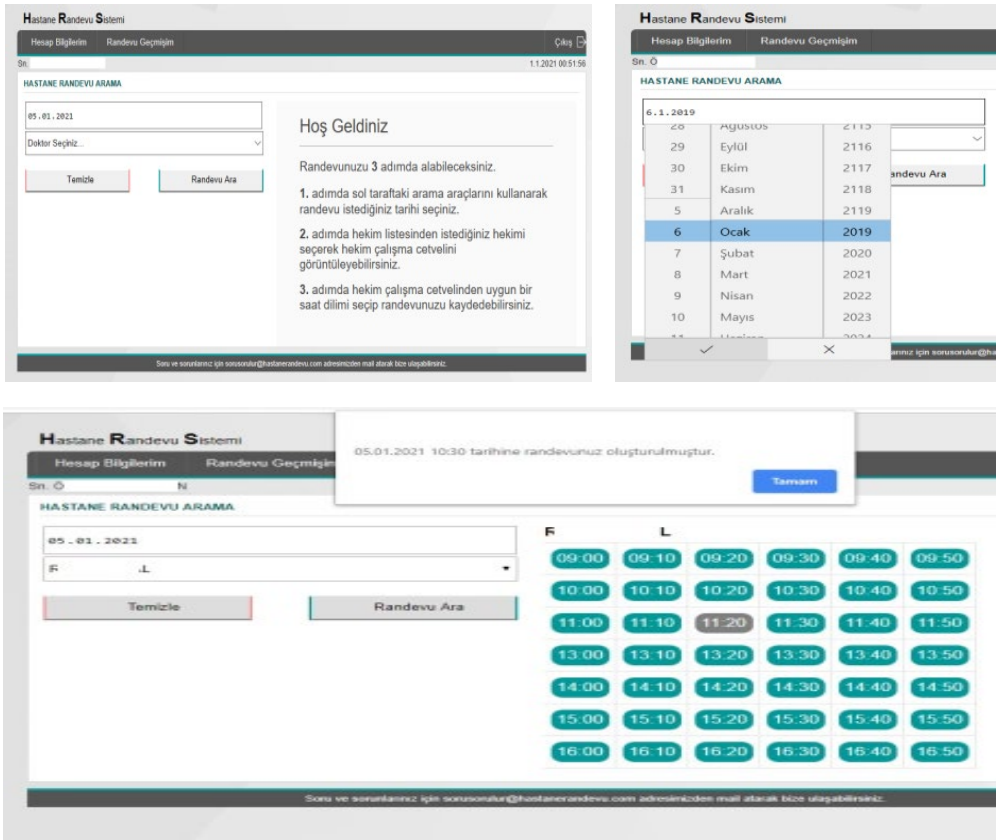 Hastane Randevu Sistemi
Hesap Bilgilerim Randevu Geçmişim Çıkış
Sn. 1.1.2021 00:51:56
HASTANE RANDEVU ARAMA
05.01.2021
Doktor Seçiniz...
Temizle Randevu Ara
Hoş Geldiniz
Randevunuzu 3 adımda alabileceksiniz.
1. adımda sol taraftaki arama araçlarını kullanarak
randevu istediğiniz tarihi seçiniz.
2. adımda hekim listesinden istediğiniz hekimi
seçerek hekim çalışma cetvelini
görüntüleyebilirsiniz.
3. adımda hekim çalışma cetvelinden uygun bir
saat dilimi seçip randevunuzu kaydedebilirsiniz.
Soru ve sorunlarınız için sorusorulur@hastanerandevu.com adresimizden mail atarak bize ulaşabilirsiniz.
Hastane Randevu Sistemi
Hesap Bilgilerim Randevu Geçmişim
Sn. Ö
HASTANE RANDEVU ARAMA
6.1.2019
28 Ağustos 2115
29 Eylül 2116
30 Ekim 2117
31 Kasım 2118
5 Aralık 2119
6 Ocak 2019
7 Şubat 2020
8 Mart 2021
9 Nisan 2022
10 Mayıs 2023
11 Haziran 2024
andevu Ara
arınız için sorusorulur@ha
Hastane Randevu Sistemi
Hesap Bilgilerim Randevu Geçmişin
Sn. Ö N
HASTANE RANDEVU ARAMA
05.01.2021 10:30 tarihine randevunuz oluşturulmuştur.
Tamam
05.01.2021
F .L
Temizle Randevu Ara
F L
09:00 09:10 09:20 09:30 09:40 09:50
10:00 10:10 10:20 10:30 10:40 10:50
11:00 11:10 11:20 11:30 11:40 11:50
13:00 13:10 13:20 13:30 13:40 13:50
14:00 14:10 14:20 14:30 14:40 14:50
15:00 15:10 15:20 15:30 15:40 15:50
16:00 16:10 16:20 16:30 16:40 16:50
Soru ve sorunlarınız için sorusorulur@hastanerandevu.com adresimizden mail atarak bize ulaşabilirsiniz.